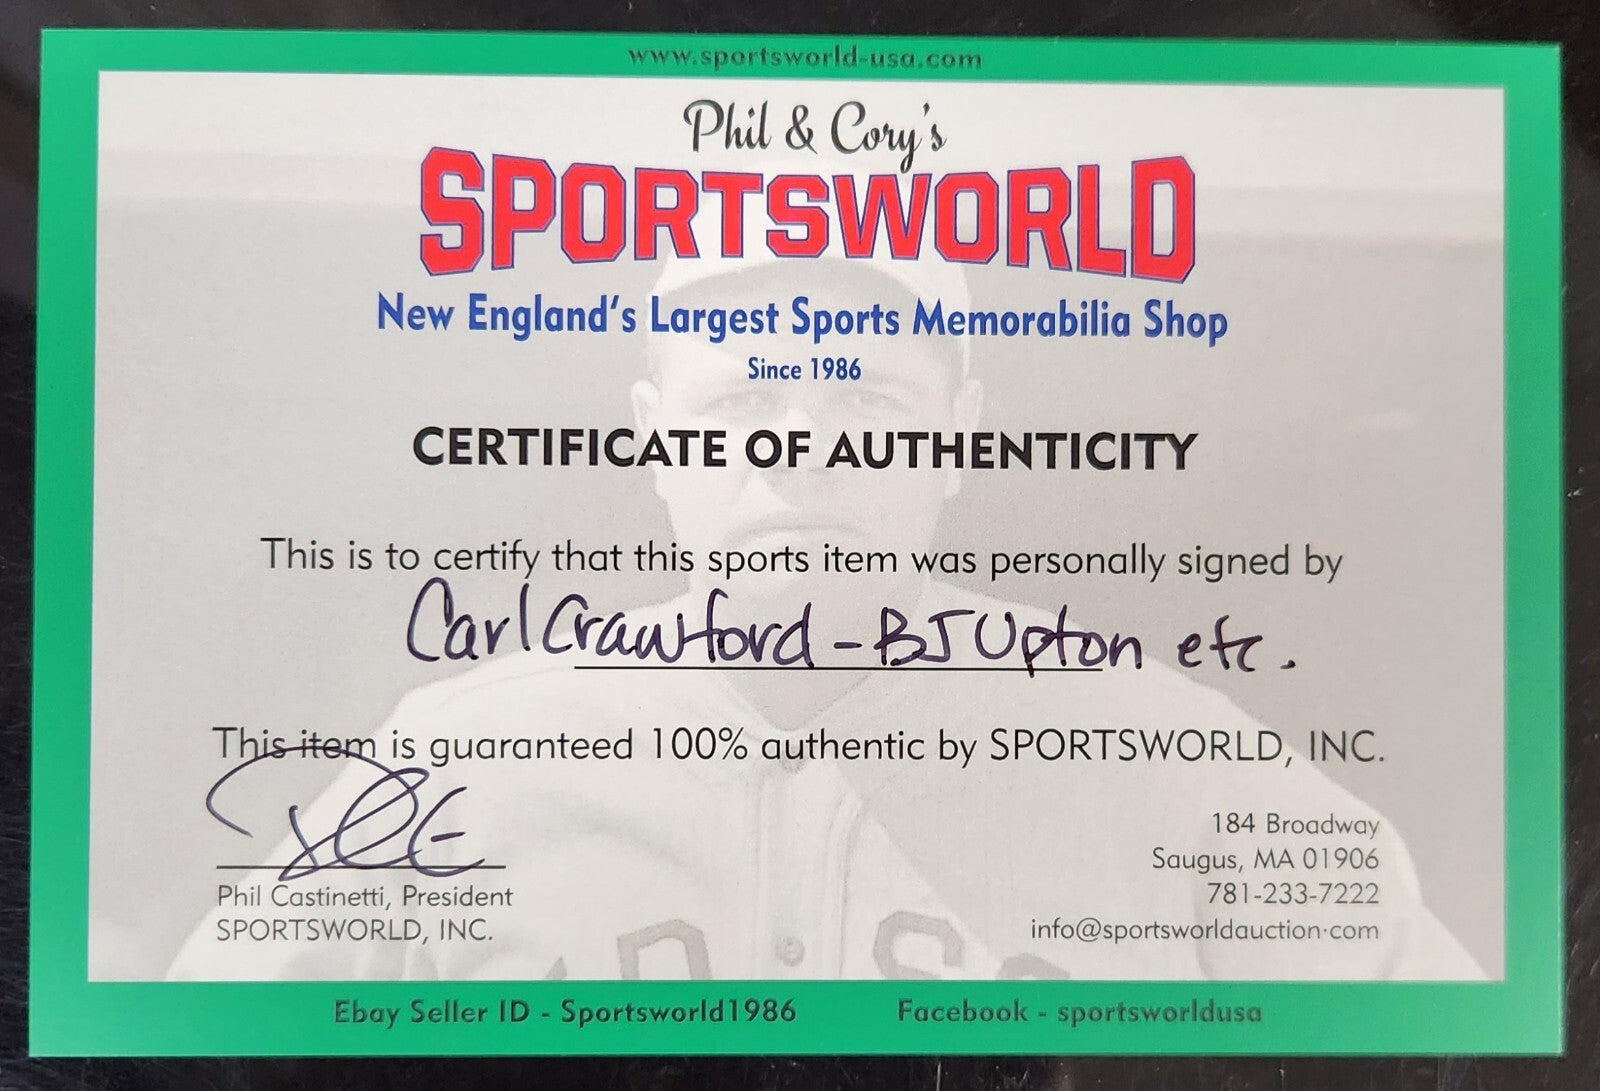 www.sportsworld-usa.com
Phil & Cory's
SPORTSWORLD
New England's Largest Sports Memorabilia Shop
Since 1986
CERTIFICATE OF AUTHENTICITY
This is to certify that this sports item was personally signed by
Carl Crawford - BJ Upton etc.
This item is guaranteed 100% authentic by SPORTSWORLD, INC.
Phil Castinetti, President
SPORTSWORLD, INC.
184 Broadway
Saugus, MA 01906
781-233-7222
info@sportsworldauction·com
Ebay Seller ID - Sportsworld1986
Facebook - sportsworldusa